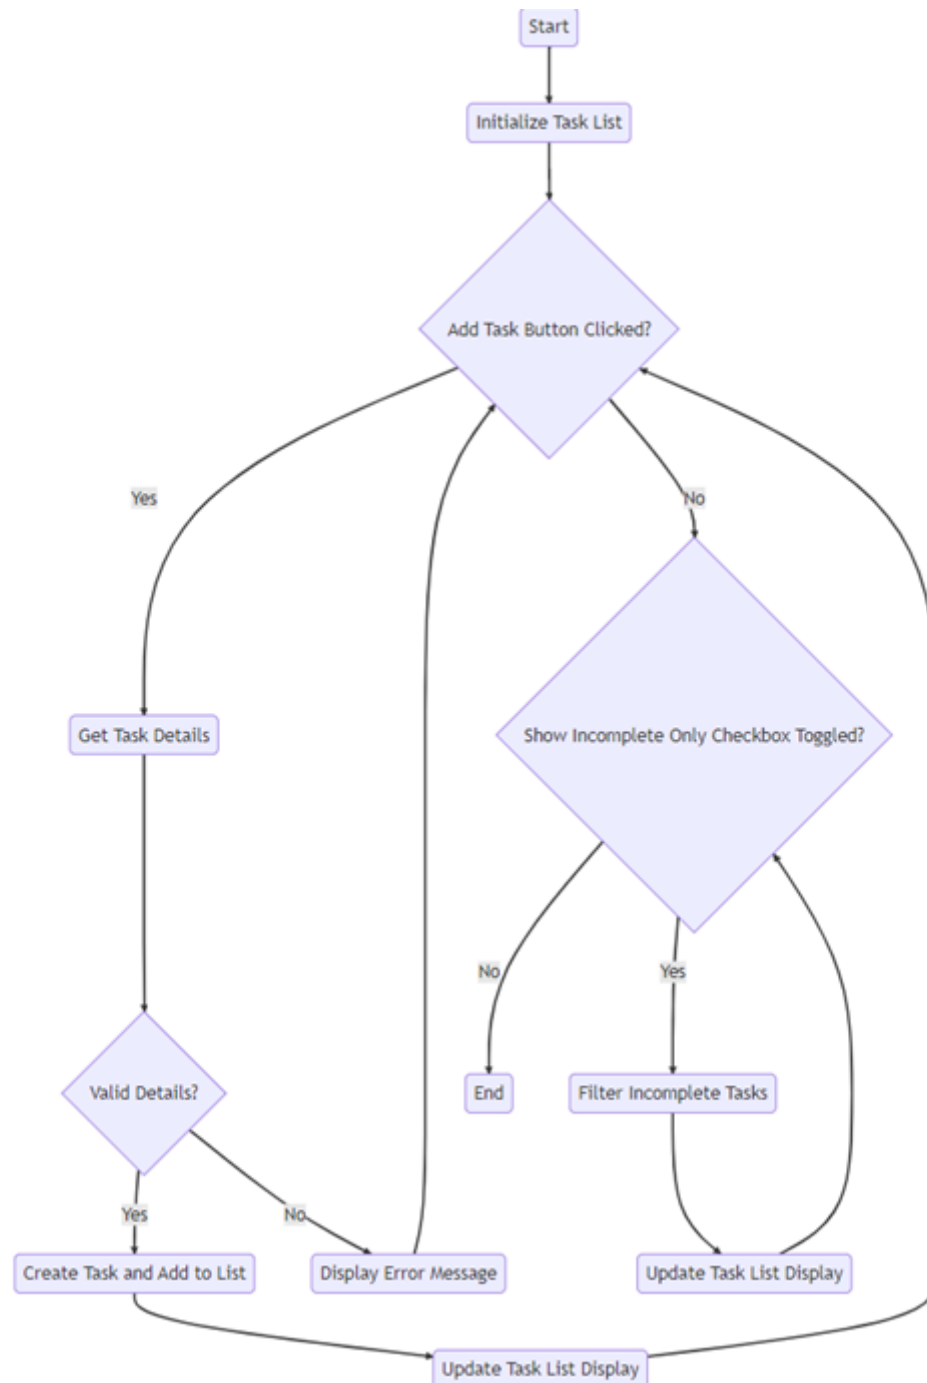 Start
Initialize Task List
Add Task Button Clicked?
Yes
No
Get Task Details
Show Incomplete Only Checkbox Toggled?
No
Yes
Valid Details?
End
Filter Incomplete Tasks
Yes
No
Create Task and Add to List
Display Error Message
Update Task List Display
Update Task List Display